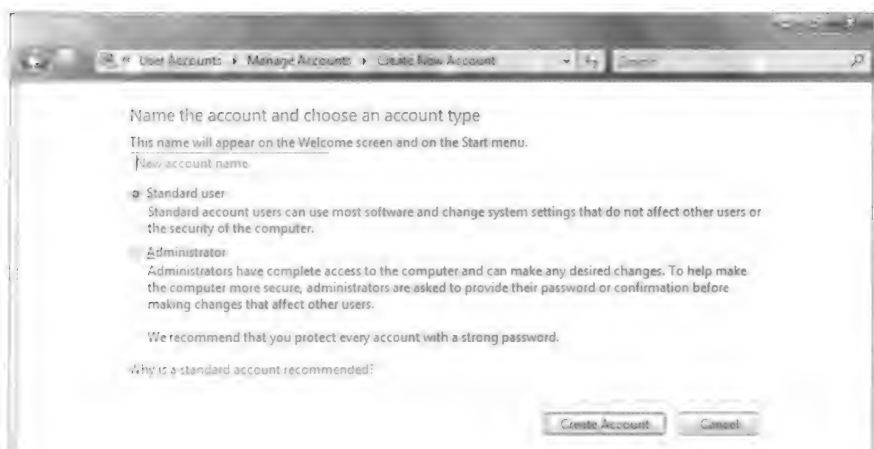 « User Accounts ▸ Manage Accounts ▸ Create New Account
Search
Name the account and choose an account type
This name will appear on the Welcome screen and on the Start menu.
New account name
Standard user
Standard account users can use most software and change system settings that do not affect other users or
the security of the computer.
Administrator
Administrators have complete access to the computer and can make any desired changes. To help make
the computer more secure, administrators are asked to provide their password or confirmation before
making changes that affect other users.
We recommend that you protect every account with a strong password.
Why is a standard account recommended?
Create Account
Cancel